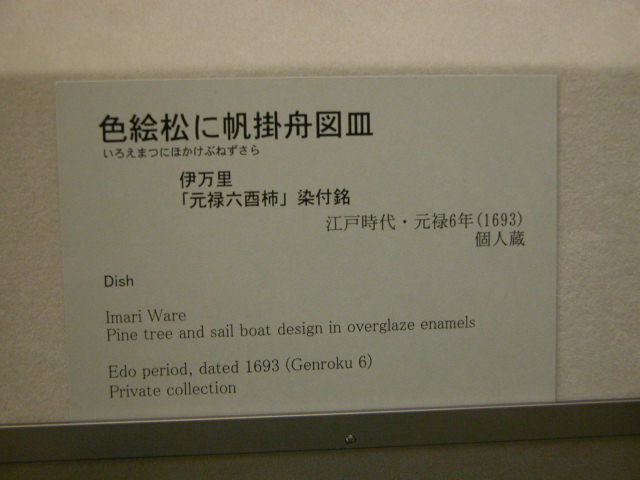 色絵松に帆掛舟図皿
いろえまつにほかけぶねずさら
伊万里
「元禄六酉柿」染付銘
江戸時代・元禄6年(1693)
個人蔵
Dish
Imari Ware
Pine tree and sail boat design in overglaze enamels
Edo period, dated 1693 (Genroku 6)
Private collection